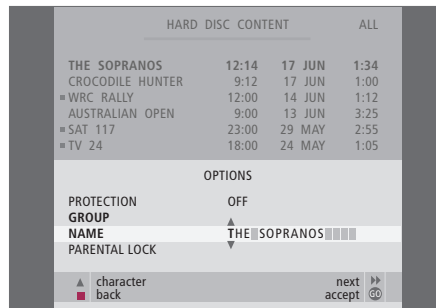 HARD DISC CONTENT ALL
THE SOPRANOS 12:14 17 JUN 1:34
CROCODILE HUNTER 9:12 17 JUN 1:00
WRC RALLY 12:00 14 JUN 1:12
AUSTRALIAN OPEN 9:00 13 JUN 3:25
SAT 117 23:00 29 MAY 2:55
TV 24 18:00 24 MAY 1:05
OPTIONS
PROTECTION OFF
GROUP
NAME THE SOPRANOS
PARENTAL LOCK
character next
back accept GO